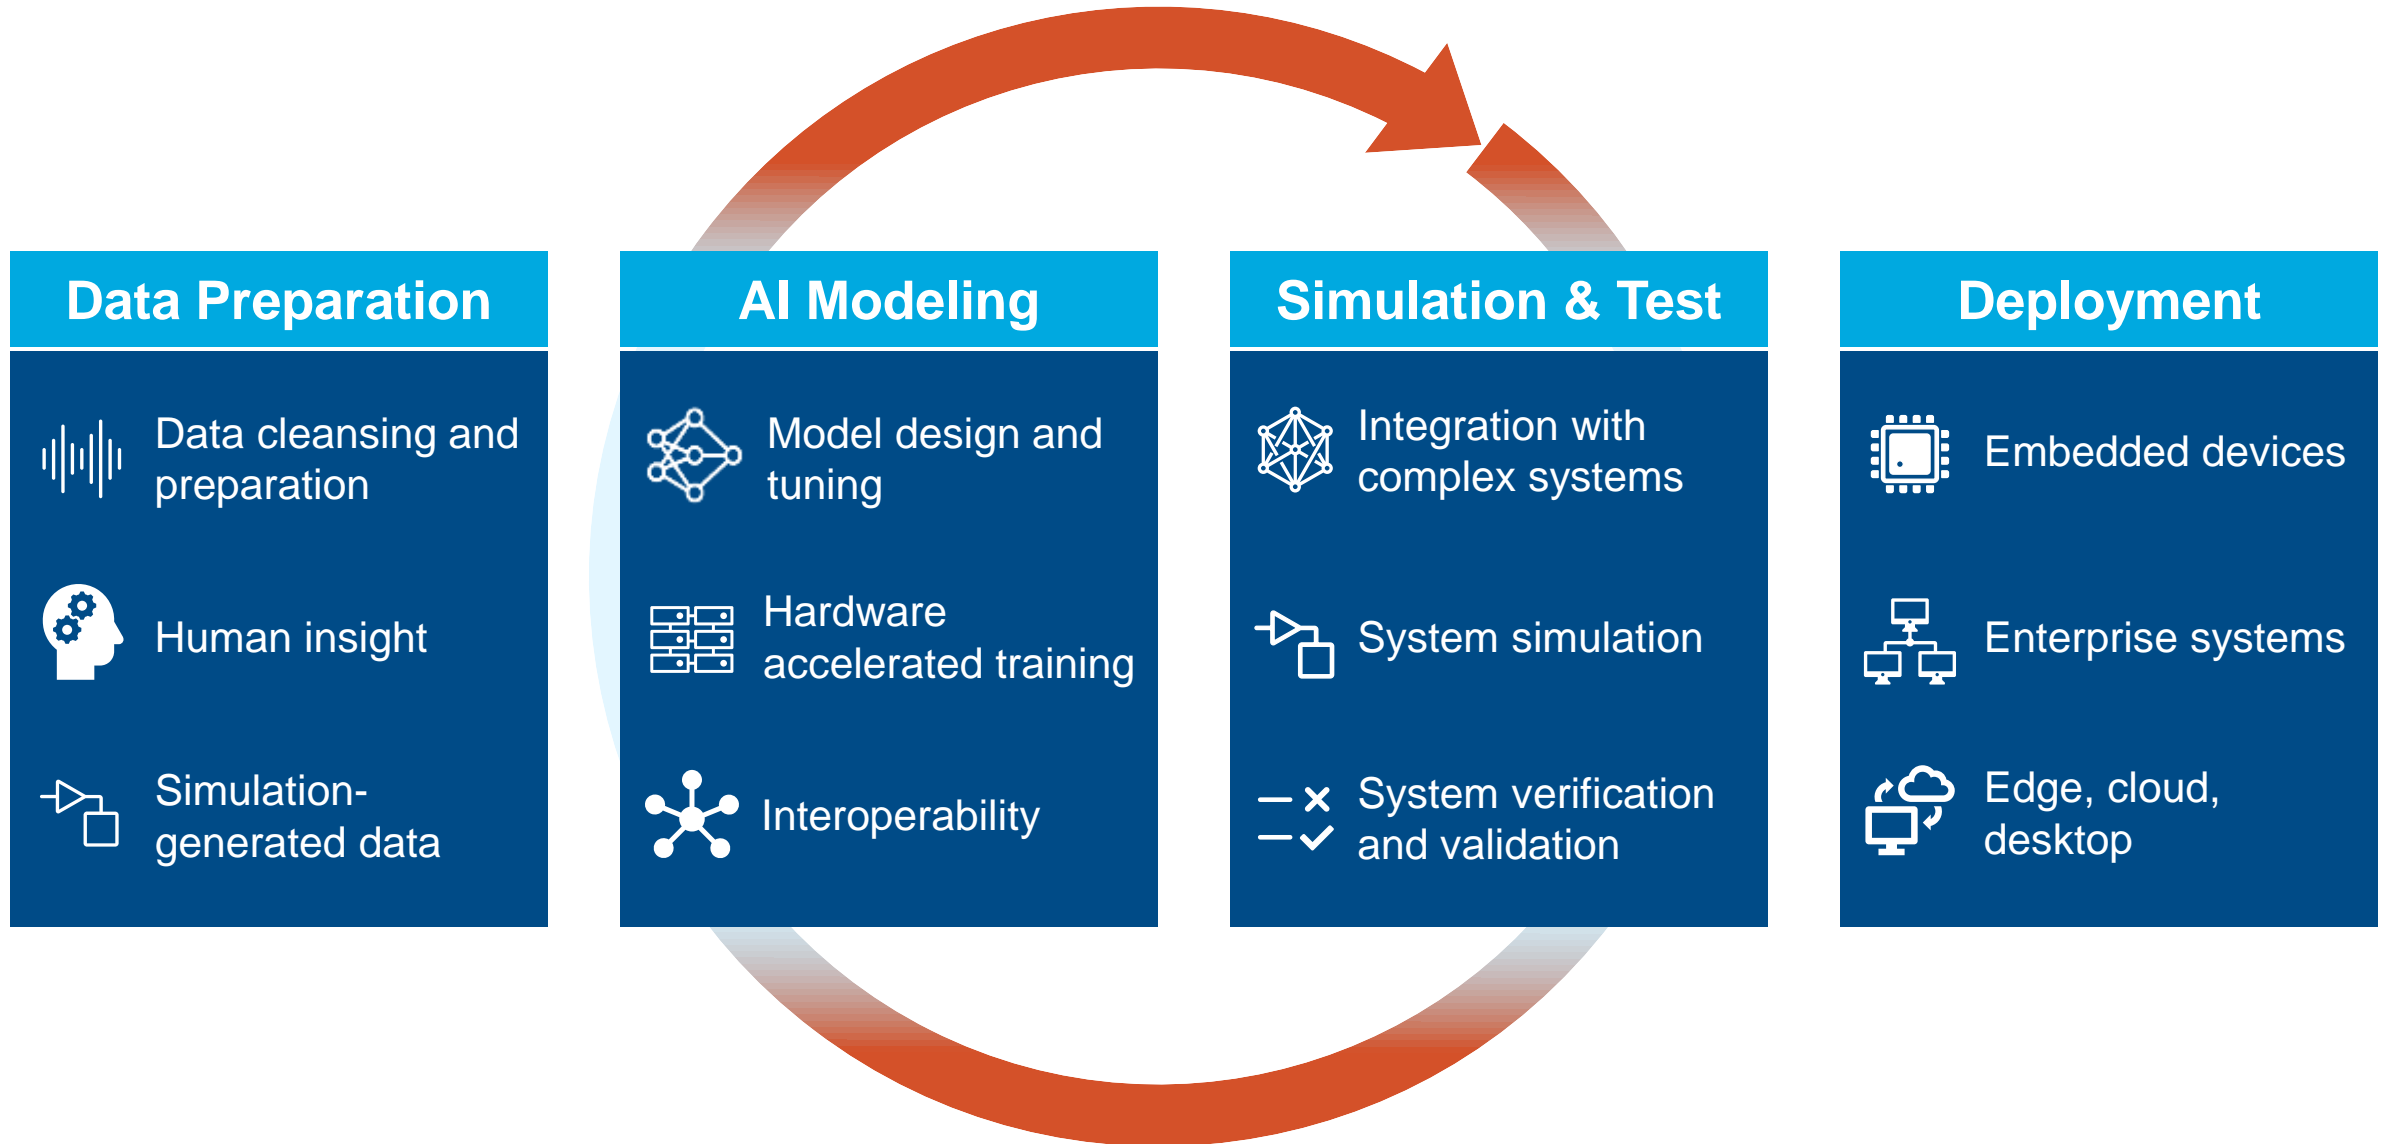 Data Preparation
Data cleansing and
preparation
Human insight
Simulation-
generated data
AI Modeling
Model design and
tuning
Hardware
accelerated training
Interoperability
Simulation & Test
Integration with
complex systems
System simulation
System verification
and validation
Deployment
Embedded devices
Enterprise systems
Edge, cloud,
desktop